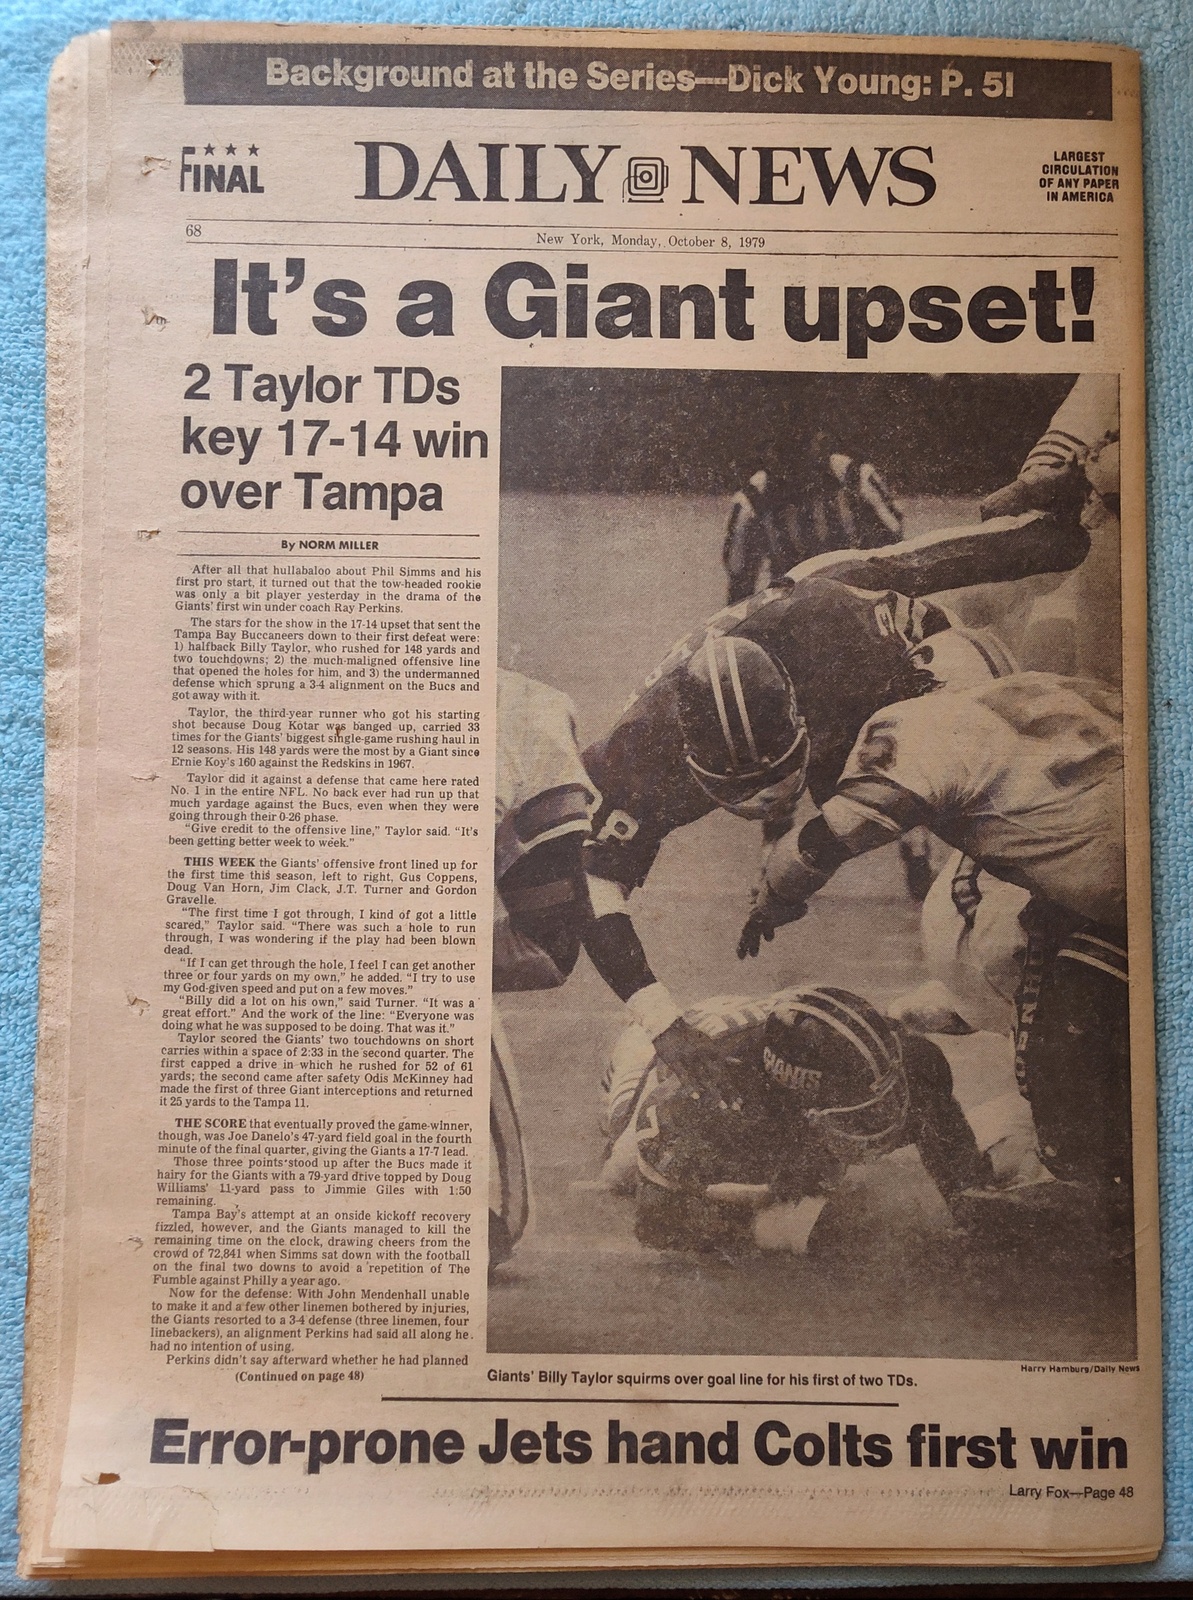 Background at the Series—Dick Young: P. 51
★ ★ ★
FINAL
DAILY NEWS
LARGEST
CIRCULATION
OF ANY PAPER
IN AMERICA
68
New York, Monday, October 8, 1979
It's a Giant upset!
2 Taylor TDs
key 17-14 win
over Tampa
By NORM MILLER
After all that hullabaloo about Phil Simms and his
first pro start, it turned out that the tow-headed rookie
was only a bit player yesterday in the drama of the
Giants' first win under coach Ray Perkins.
The stars for the show in the 17-14 upset that sent the
Tampa Bay Buccaneers down to their first defeat were:
1) halfback Billy Taylor, who rushed for 148 yards and
two touchdowns; 2) the much-maligned offensive line
that opened the holes for him, and 3) the undermanned
defense which sprung a 3-4 alignment on the Bucs and
got away with it.
Taylor, the third-year runner who got his starting
shot because Doug Kotar was banged up, carried 33
times for the Giants' biggest single-game rushing haul in
12 seasons. His 148 yards were the most by a Giant since
Ernie Koy's 160 against the Redskins in 1967.
Taylor did it against a defense that came here rated
No. 1 in the entire NFL. No back ever had run up that
much yardage against the Bucs, even when they were
going through their 0-26 phase.
"Give credit to the offensive line," Taylor said. "It's
been getting better week to week."
THIS WEEK the Giants' offensive front lined up for
the first time this season, left to right, Gus Coppens,
Doug Van Horn, Jim Clack, J.T. Turner and Gordon
Gravelle.
"The first time I got through, I kind of got a little
scared," Taylor said. "There was such a hole to run
through, I was wondering if the play had been blown
dead.
"If I can get through the hole, I feel I can get another
three or four yards on my own," he added. "I try to use
my God-given speed and put on a few moves."
"Billy did a lot on his own," said Turner. "It was a
great effort." And the work of the line: "Everyone was
doing what he was supposed to be doing. That was it."
Taylor scored the Giants' two touchdowns on short
carries within a space of 2:33 in the second quarter. The
first capped a drive in which he rushed for 52 of 61
yards; the second came after safety Odis McKinney had
made the first of three Giant interceptions and returned
it 25 yards to the Tampa 11.
THE SCORE that eventually proved the game-winner,
though, was Joe Danelo's 47-yard field goal in the fourth
minute of the final quarter, giving the Giants a 17-7 lead.
Those three points stood up after the Bucs made it
hairy for the Giants with a 79-yard drive topped by Doug
Williams' 11-yard pass to Jimmie Giles with 1:50
remaining.
Tampa Bay's attempt at an onside kickoff recovery
fizzled, however, and the Giants managed to kill the
remaining time on the clock, drawing cheers from the
crowd of 72,841 when Simms sat down with the football
on the final two downs to avoid a repetition of The
Fumble against Philly a year ago.
Now for the defense: With John Mendenhall unable
to make it and a few other linemen bothered by injuries,
the Giants resorted to a 3-4 defense (three linemen, four
linebackers), an alignment Perkins had said all along he
had no intention of using.
Perkins didn't say afterward whether he had planned
(Continued on page 48)
GIANTS
Harry Hamburg/Daily News
Giants' Billy Taylor squirms over goal line for his first of two TDs.
Error-prone Jets hand Colts first win
Larry Fox—Page 48